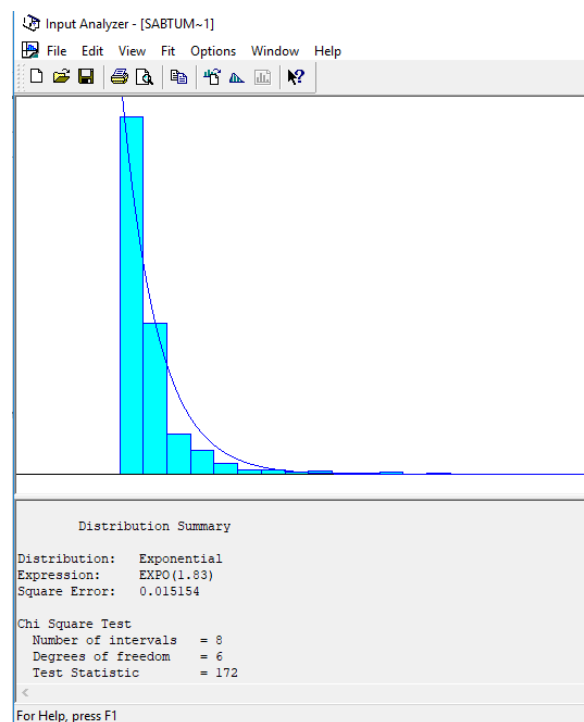 Input Analyzer - [SABTUM~1]
File Edit View Fit Options Window Help
Distribution Summary
Distribution: Exponential
Expression: EXPO(1.83)
Square Error: 0.015154
Chi Square Test
Number of intervals = 8
Degrees of freedom = 6
Test Statistic = 172
For Help, press F1